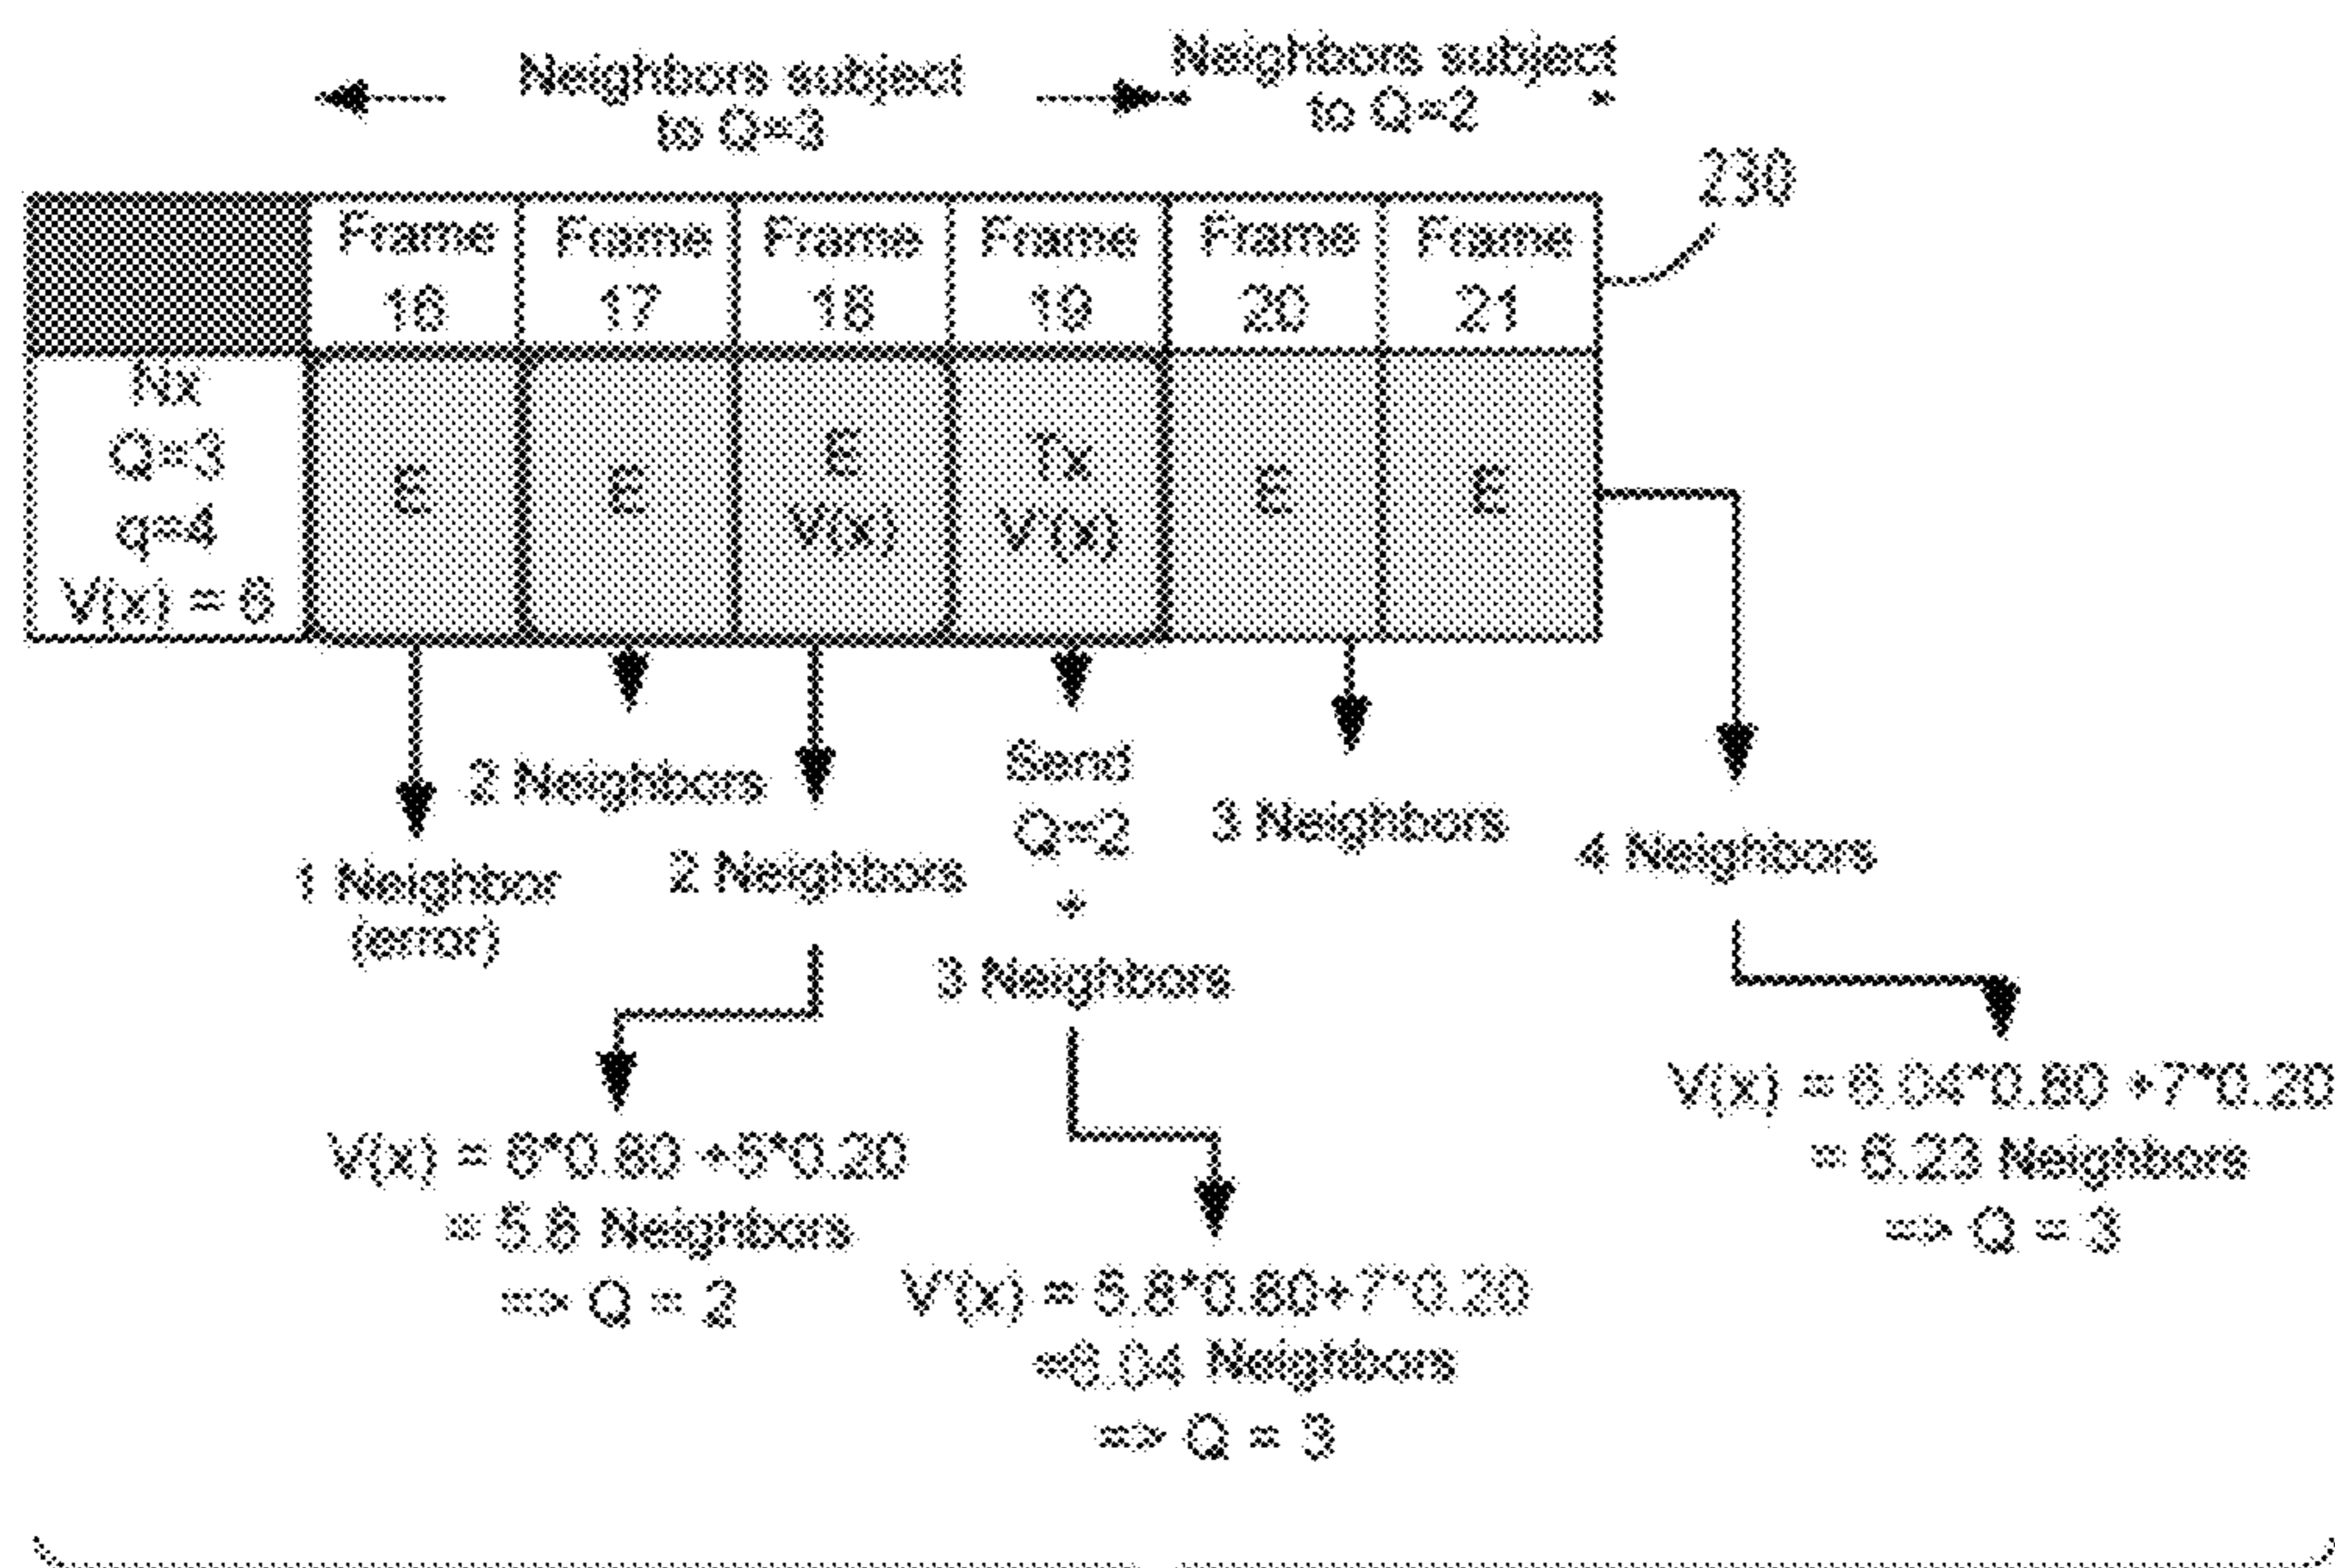 Neighbors subject
to Q=3
Neighbors subject
to Q=2
230
Frame
16
Frame
17
Frame
18
Frame
19
Frame
20
Frame
21
Nx
Q=3
q=4
V(x) = 6
E
E
E
V(x)
Tx
V'(x)
E
E
1 Neighbor
(error)
2 Neighbors
2 Neighbors
Send
Q=2
+
3 Neighbors
3 Neighbors
4 Neighbors
V(x) = 6*0.80 +5*0.20
= 5.8 Neighbors
=> Q = 2
V'(x) = 5.8*0.80+7*0.20
=6.04 Neighbors
=> Q = 3
V(x) = 6.04*0.80 +7*0.20
= 6.23 Neighbors
=> Q = 3